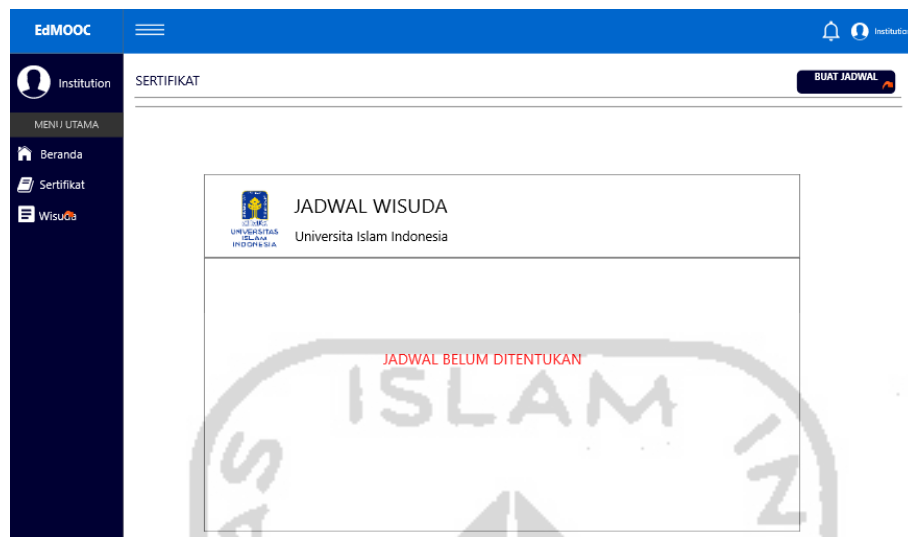 EdMOOC
Institution
Institution
SERTIFIKAT
BUAT JADWAL
MENU UTAMA
Beranda
Sertifikat
Wisuda
JADWAL WISUDA
Universita Islam Indonesia
UNIVERSITAS
ISLAM
INDONESIA
JADWAL BELUM DITENTUKAN
ISLAM